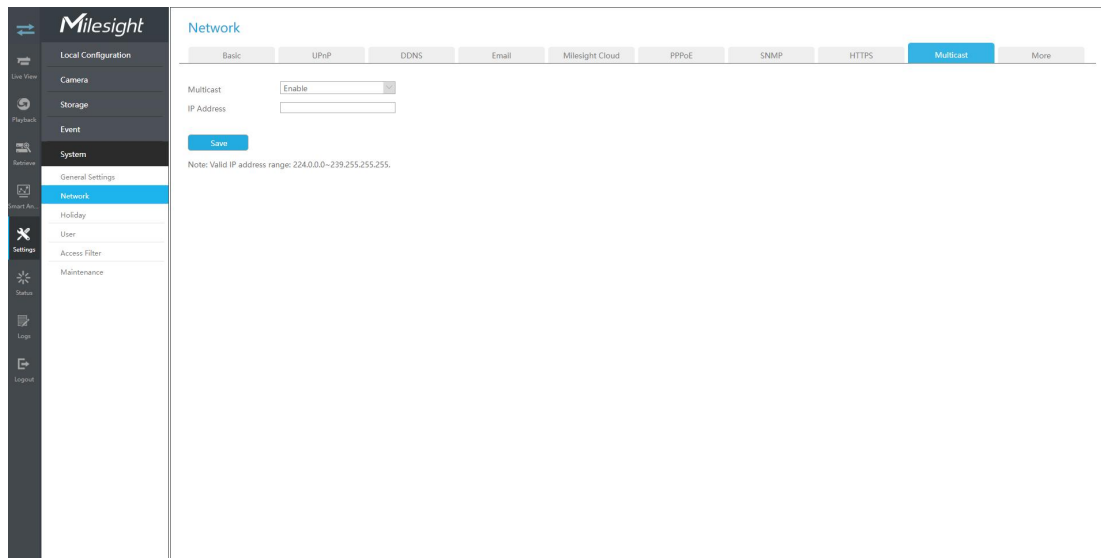 Live View
Playback
Retrieve
Smart An...
Settings
Status
Logs
Logout
Milesight
Local Configuration
Camera
Storage
Event
System
General Settings
Network
Holiday
User
Access Filter
Maintenance
Network
Basic UPnP DDNS Email Milesight Cloud PPPoE SNMP HTTPS Multicast More
Multicast Enable
IP Address
Save
Note: Valid IP address range: 224.0.0.0~239.255.255.255.